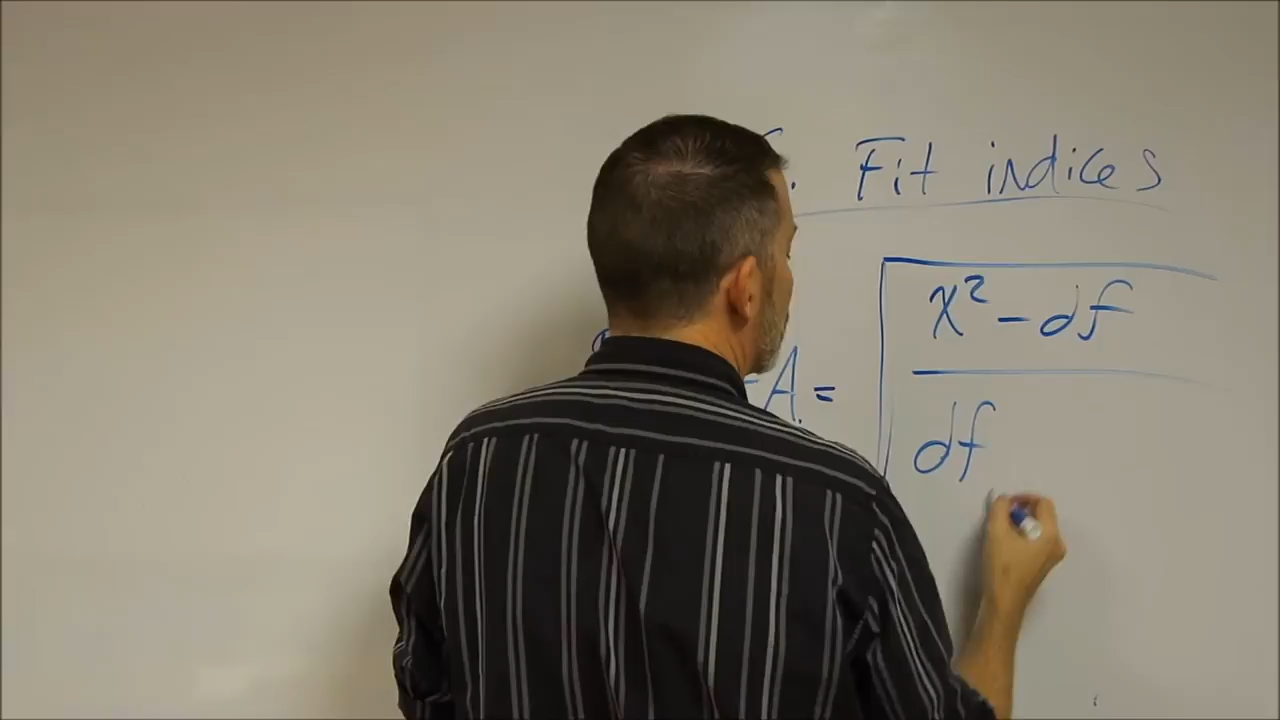 Fit indices
χ² - df
A =
df